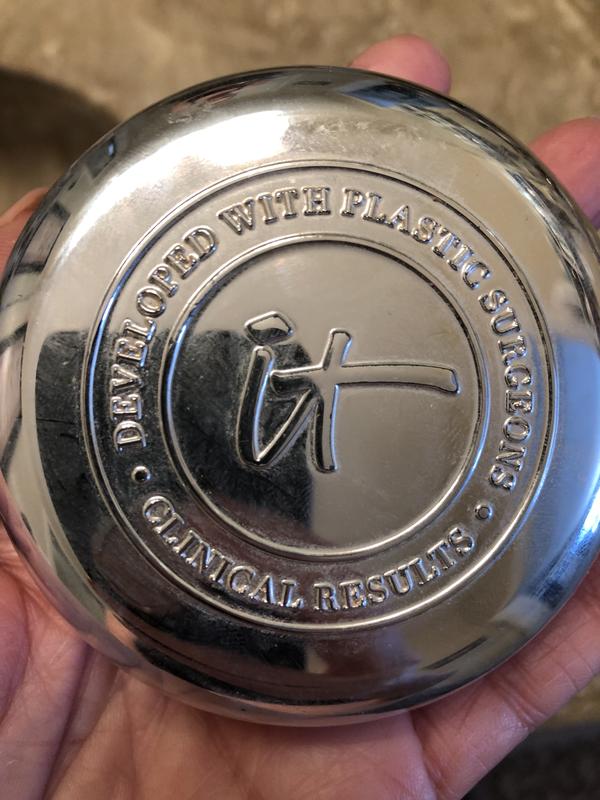 DEVELOPED WITH PLASTIC SURGEONS
it
• CLINICAL RESULTS •